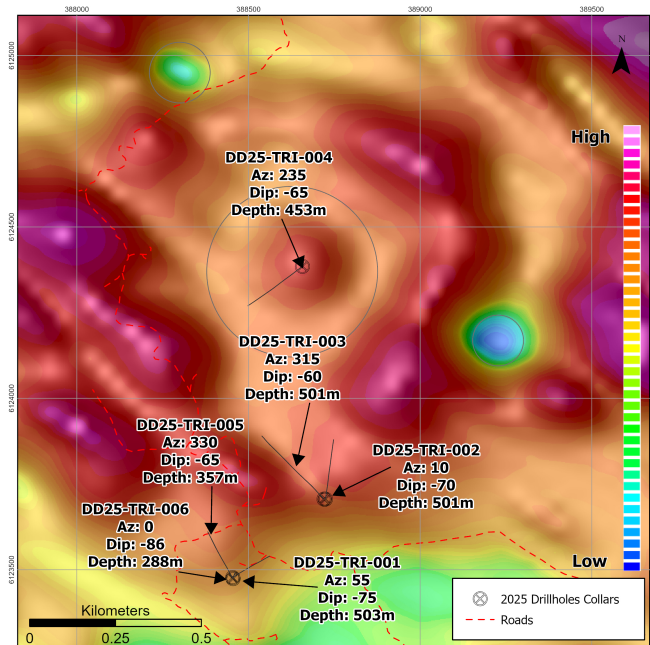 388000
388500
389000
389500
6125000
6124500
6124000
6123500
N
High
Low
DD25-TRI-004
Az: 235
Dip: -65
Depth: 453m
DD25-TRI-003
Az: 315
Dip: -60
Depth: 501m
DD25-TRI-005
Az: 330
Dip: -65
Depth: 357m
DD25-TRI-002
Az: 10
Dip: -70
Depth: 501m
DD25-TRI-006
Az: 0
Dip: -86
Depth: 288m
DD25-TRI-001
Az: 55
Dip: -75
Depth: 503m
Kilometers
0
0.25
0.5
2025 Drillholes Collars
Roads